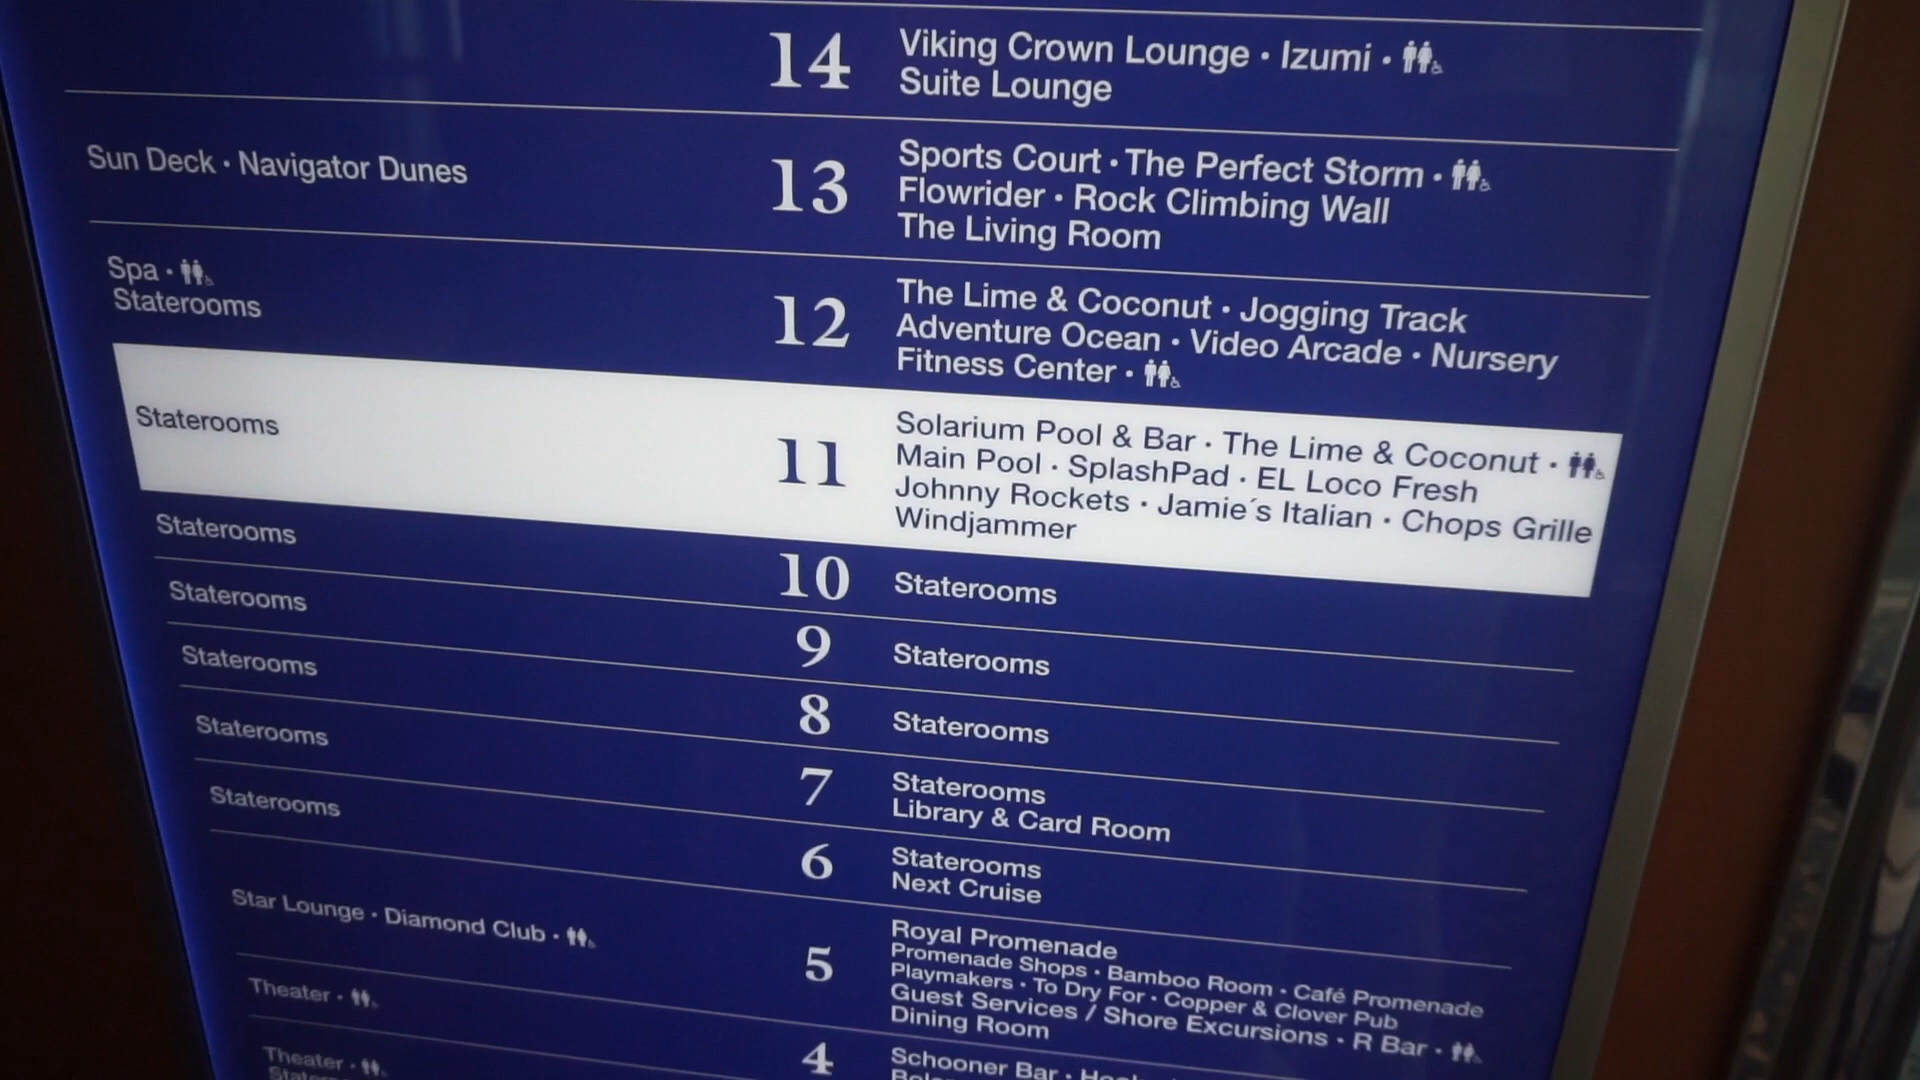 14
Viking Crown Lounge · Izumi ·
Suite Lounge
Sun Deck · Navigator Dunes
13
Sports Court · The Perfect Storm ·
Flowrider · Rock Climbing Wall
The Living Room
Spa ·
Staterooms
12
The Lime & Coconut · Jogging Track
Adventure Ocean · Video Arcade · Nursery
Fitness Center ·
Staterooms
11
Solarium Pool & Bar · The Lime & Coconut ·
Main Pool · SplashPad · EL Loco Fresh
Johnny Rockets · Jamie´s Italian · Chops Grille
Windjammer
Staterooms
10
Staterooms
Staterooms
9
Staterooms
Staterooms
8
Staterooms
Staterooms
7
Staterooms
Library & Card Room
Staterooms
6
Staterooms
Next Cruise
Star Lounge · Diamond Club ·
5
Royal Promenade
Promenade Shops · Bamboo Room · Café Promenade
Playmakers · To Dry For · Copper & Clover Pub
Guest Services / Shore Excursions · R Bar ·
Dining Room
Theater ·
4
Schooner Bar ·
Theater ·